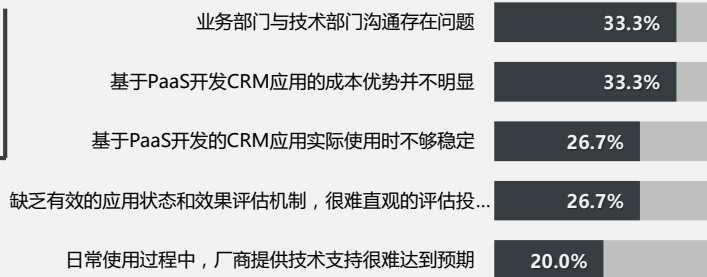 业务部门与技术部门沟通存在问题 33.3%
基于PaaS开发CRM应用的成本优势并不明显 33.3%
基于PaaS开发的CRM应用实际使用时不够稳定 26.7%
缺乏有效的应用状态和效果评估机制，很难直观的评估投... 26.7%
日常使用过程中，厂商提供技术支持很难达到预期 20.0%